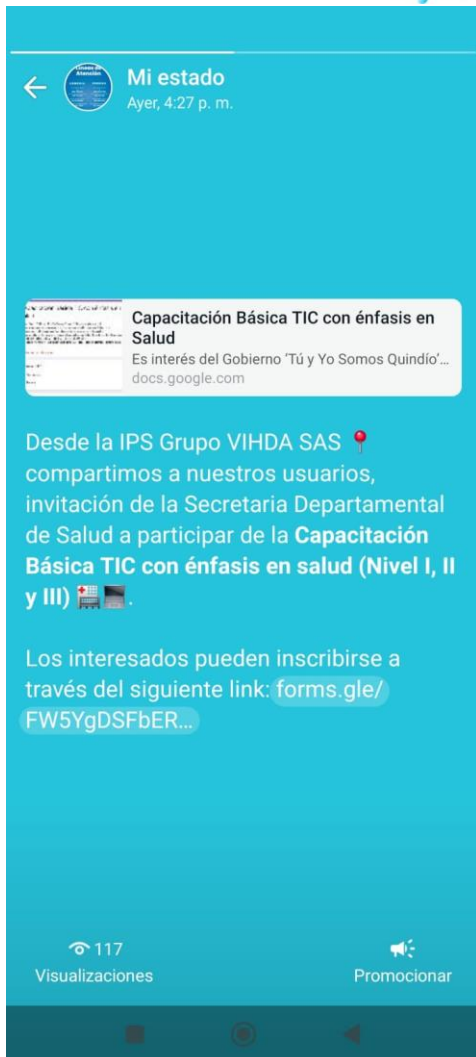 Mi estado
Ayer, 4:27 p. m.
Capacitación Básica TIC con énfasis en
Salud
Es interés del Gobierno 'Tú y Yo Somos Quindío'...
docs.google.com
Desde la IPS Grupo VIHDA SAS 📍
compartimos a nuestros usuarios,
invitación de la Secretaria Departamental
de Salud a participar de la Capacitación
Básica TIC con énfasis en salud (Nivel I, II
y III) 🏥💻.
Los interesados pueden inscribirse a
través del siguiente link: forms.gle/
FW5YgDSFbER...
117
Visualizaciones
Promocionar